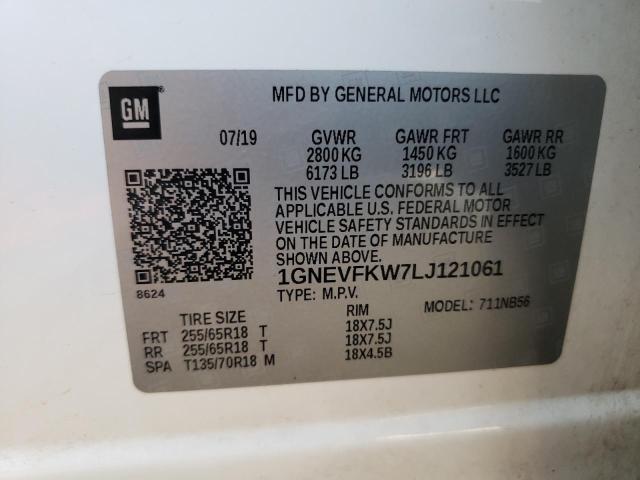 GM
MFD BY GENERAL MOTORS LLC
07/19 GVWR GAWR FRT GAWR RR
2800 KG 1450 KG 1600 KG
6173 LB 3196 LB 3527 LB
THIS VEHICLE CONFORMS TO ALL
APPLICABLE U.S. FEDERAL MOTOR
VEHICLE SAFETY STANDARDS IN EFFECT
ON THE DATE OF MANUFACTURE
SHOWN ABOVE.
1GNEVFKW7LJ121061
8624
TYPE: M.P.V. MODEL: 711NB56
TIRE SIZE RIM
FRT 255/65R18 T 18X7.5J
RR 255/65R18 T 18X7.5J
SPA T135/70R18 M 18X4.5B